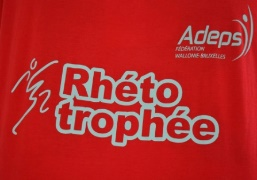 Adeps
FÉDÉRATION
WALLONIE-BRUXELLES
Rhéto
trophée